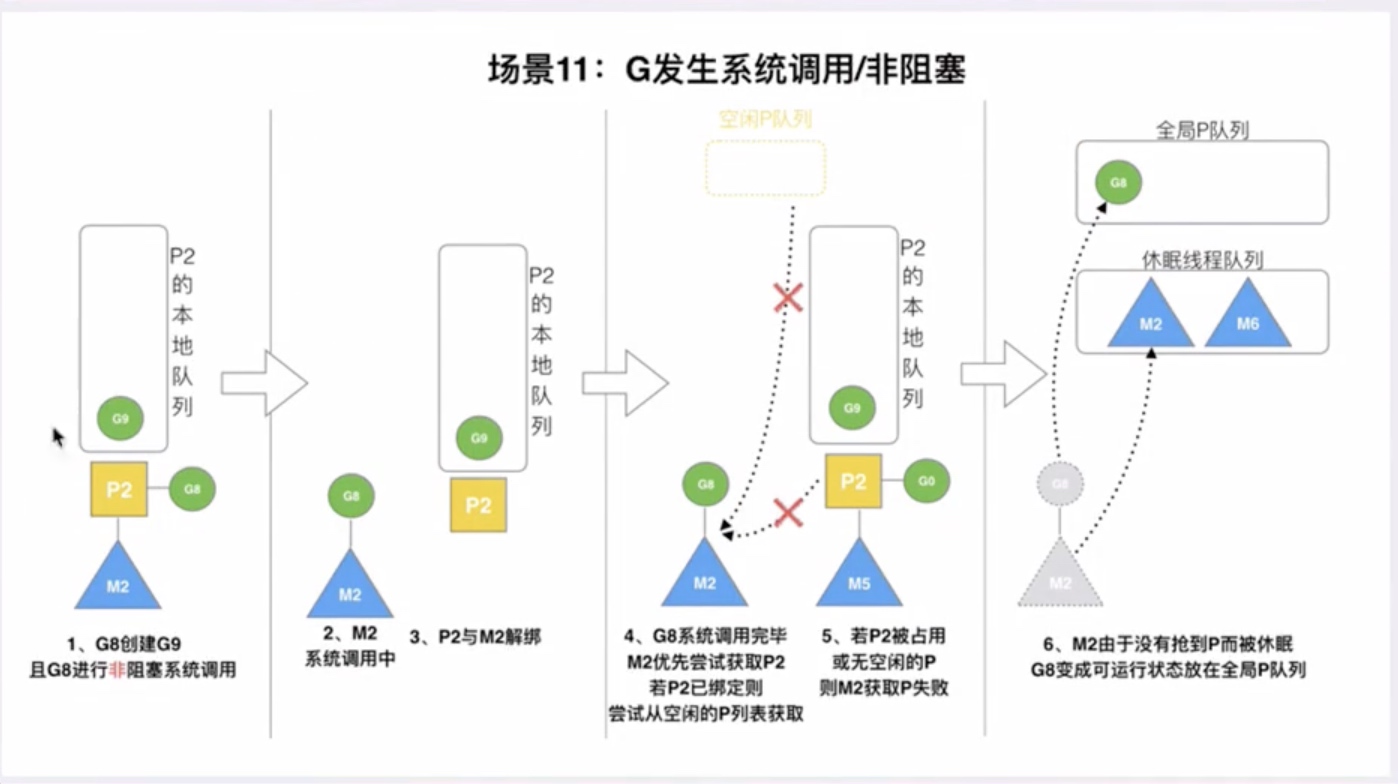 场景11：G发生系统调用/非阻塞
P2的本地队列
G9
P2
G8
M2
1、G8创建G9
且G8进行非阻塞系统调用
P2的本地队列
G9
P2
G8
M2
2、M2
系统调用中
3、P2与M2解绑
空闲P队列
P2的本地队列
G9
G8
P2
G0
M2
M5
4、G8系统调用完毕
M2优先尝试获取P2
若P2已绑定则
尝试从空闲的P列表获取
5、若P2被占用
或无空闲的P
则M2获取P失败
全局P队列
G8
休眠线程队列
M2
M6
G8
M2
6、M2由于没有抢到P而被休眠
G8变成可运行状态放在全局P队列